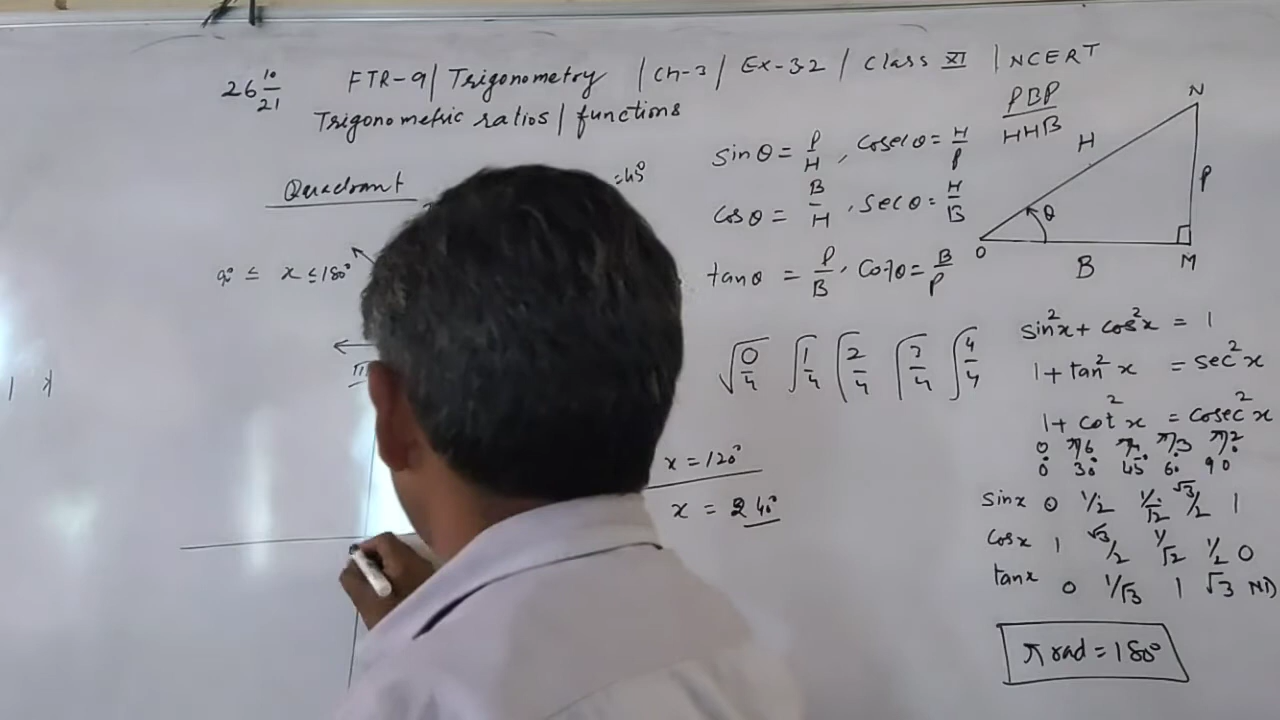 26 10/21 FTR-9 | Trigonometry | Ch-3 | Ex-3.2 | Class XI | NCERT
Trigonometric ratios | functions
PBP
HHB
Quadrant
=45°
90° ≤ x ≤ 180°
III
sinθ = P/H , cosecθ = H/P
cosθ = B/H , secθ = H/B
tanθ = P/B , cotθ = B/P
N
H
P
θ
O
B
M
√0/4 √1/4 √2/4 √3/4 √4/4
sin²x + cos²x = 1
1 + tan²x = sec²x
1 + cot²x = cosec²x
0 π/6 π/4 π/3 π/2
0° 30° 45° 60° 90°
sinx 0 1/2 1/√2 √3/2 1
cosx 1 √3/2 1/√2 1/2 0
tanx 0 1/√3 1 √3 ND
x = 120°
x = 240°
π rad = 180°